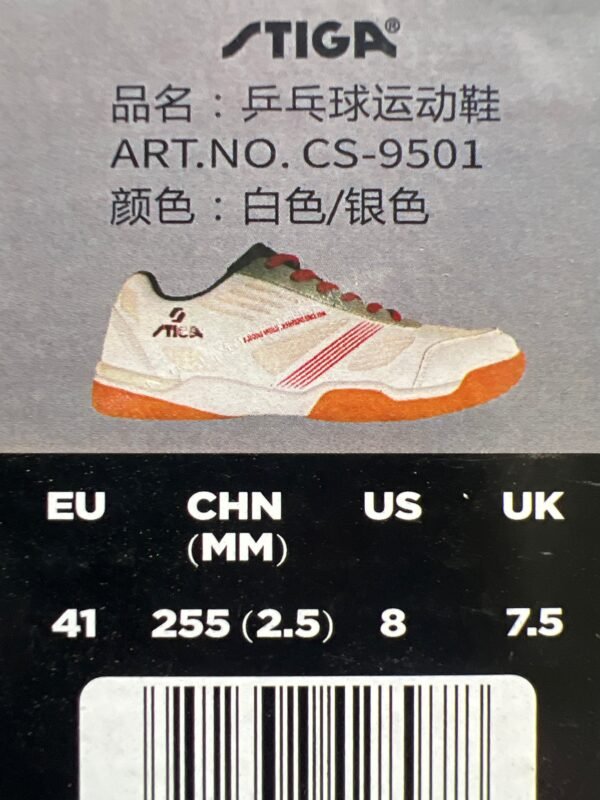 STIGA®
品名：乒乓球运动鞋
ART.NO. CS-9501
颜色：白色/银色
STIGA
EU CHN (MM) US UK
41 255 (2.5) 8 7.5